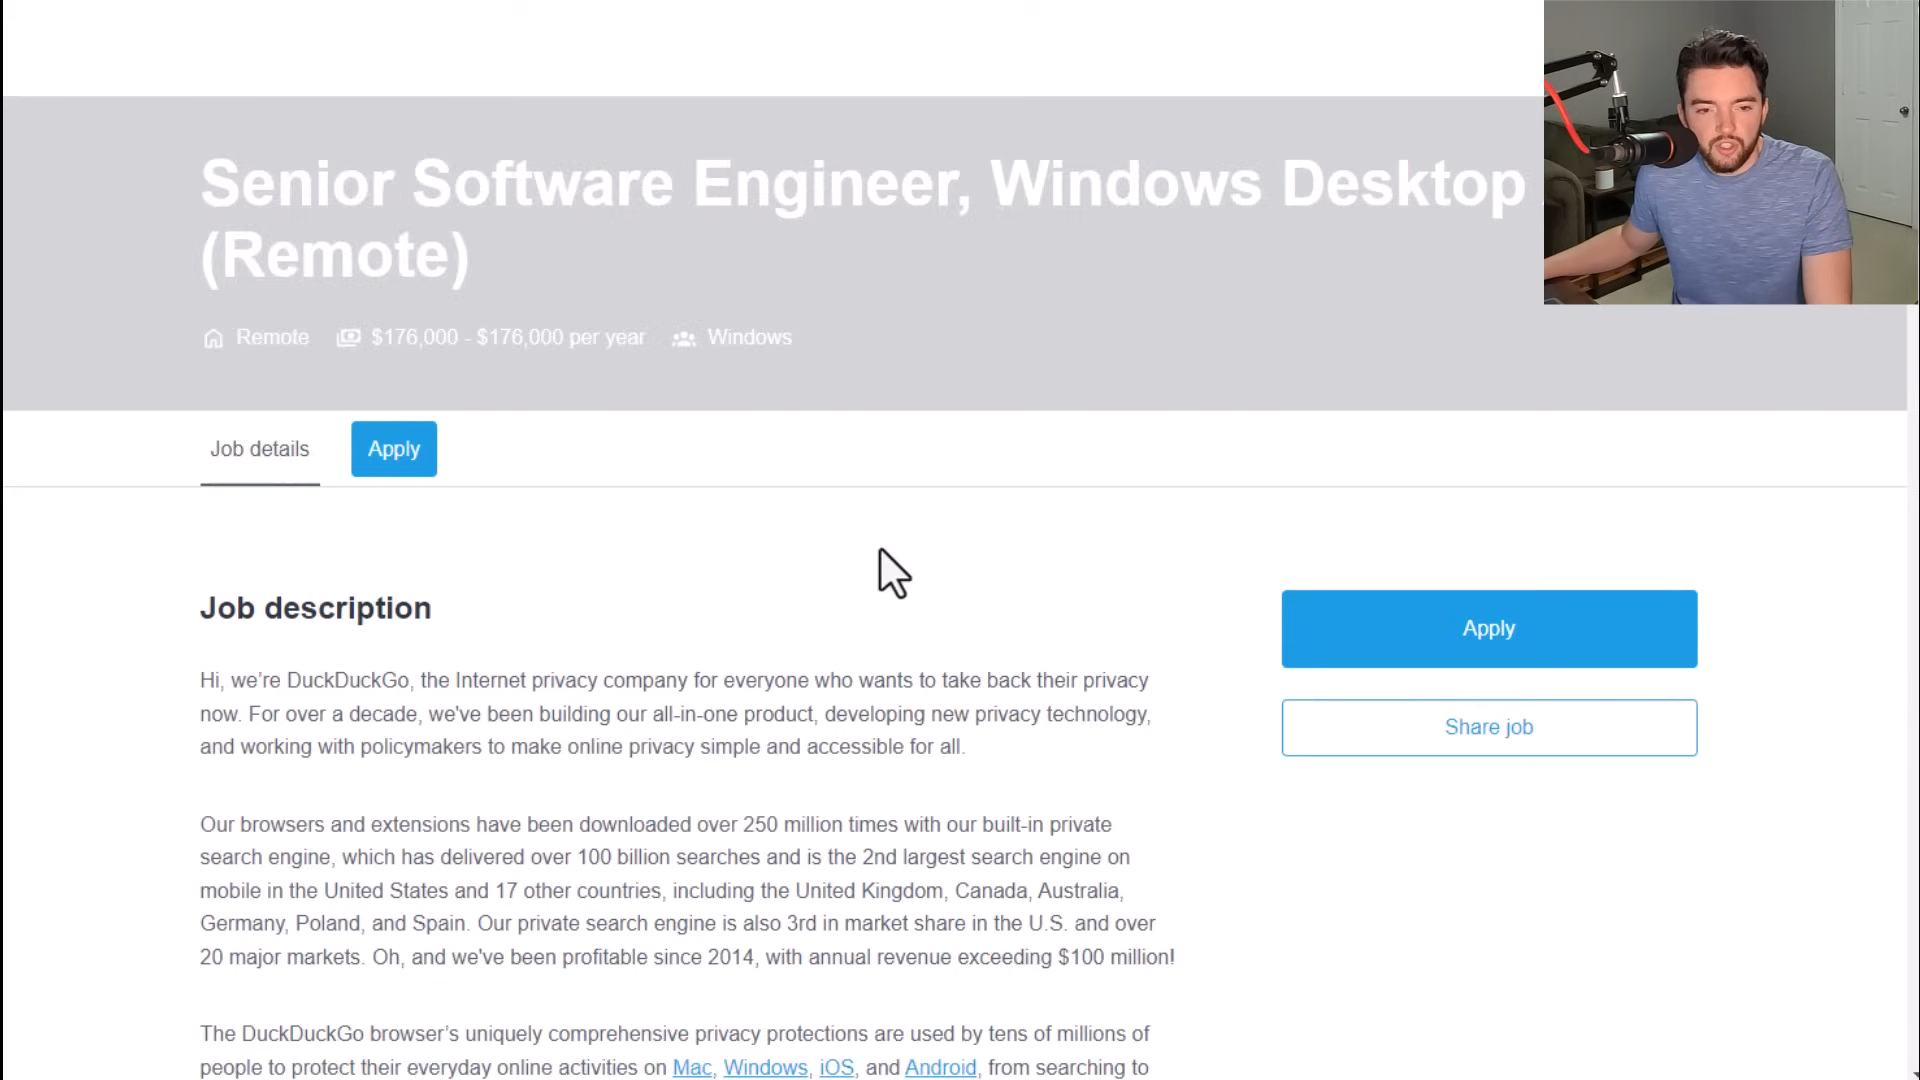 Senior Software Engineer, Windows Desktop
(Remote)
Remote $176,000 - $176,000 per year Windows
Job details Apply
Job description
Apply
Share job
Hi, we’re DuckDuckGo, the Internet privacy company for everyone who wants to take back their privacy
now. For over a decade, we've been building our all-in-one product, developing new privacy technology,
and working with policymakers to make online privacy simple and accessible for all.
Our browsers and extensions have been downloaded over 250 million times with our built-in private
search engine, which has delivered over 100 billion searches and is the 2nd largest search engine on
mobile in the United States and 17 other countries, including the United Kingdom, Canada, Australia,
Germany, Poland, and Spain. Our private search engine is also 3rd in market share in the U.S. and over
20 major markets. Oh, and we've been profitable since 2014, with annual revenue exceeding $100 million!
The DuckDuckGo browser’s uniquely comprehensive privacy protections are used by tens of millions of
people to protect their everyday online activities on Mac, Windows, iOS, and Android, from searching to